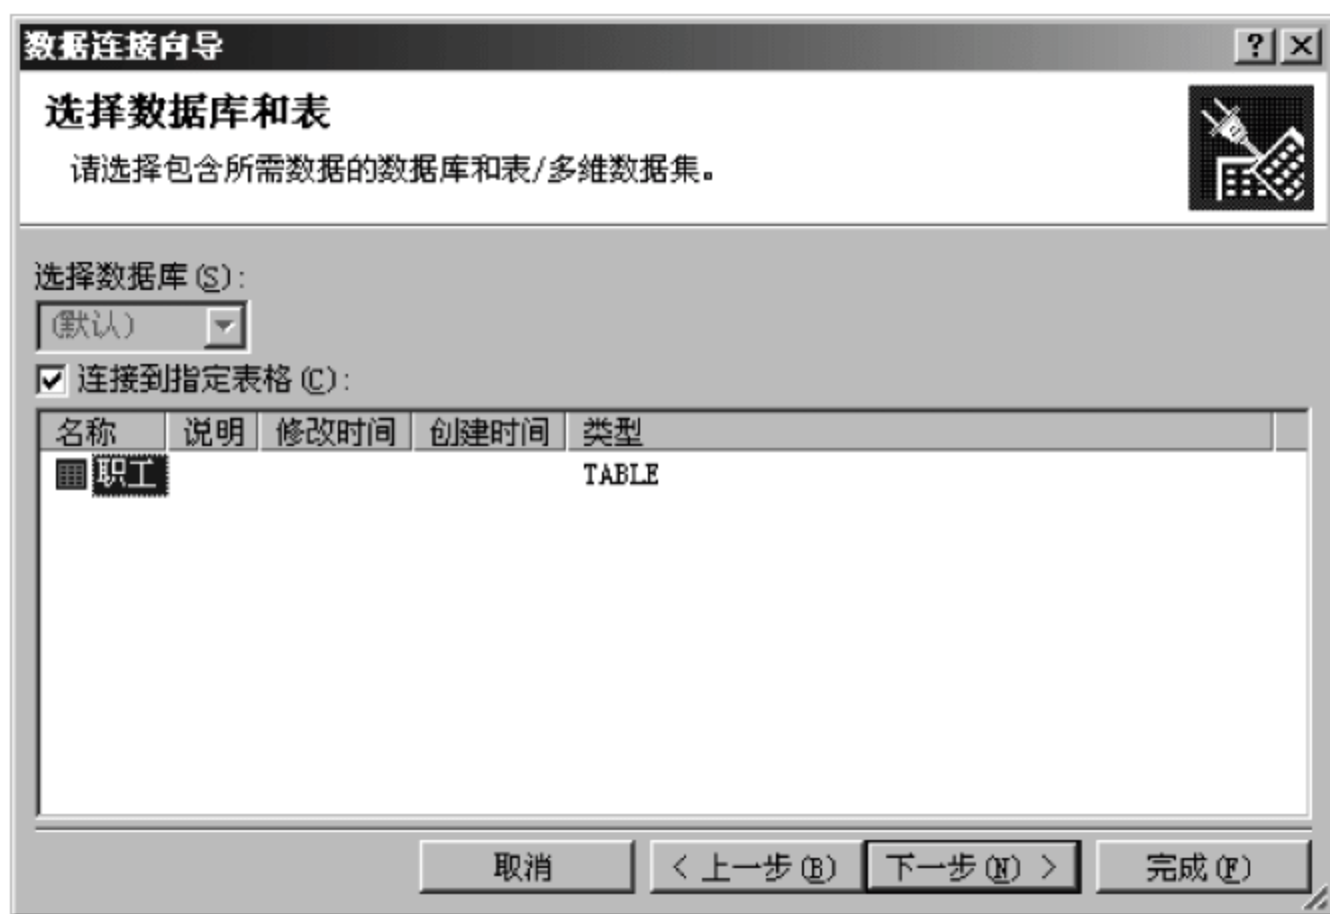 数据连接向导
选择数据库和表
请选择包含所需数据的数据库和表/多维数据集。
选择数据库(S):
(默认)
连接到指定表格(C):
名称 说明 修改时间 创建时间 类型
职工 TABLE
取消 < 上一步(B) 下一步(N) > 完成(F)